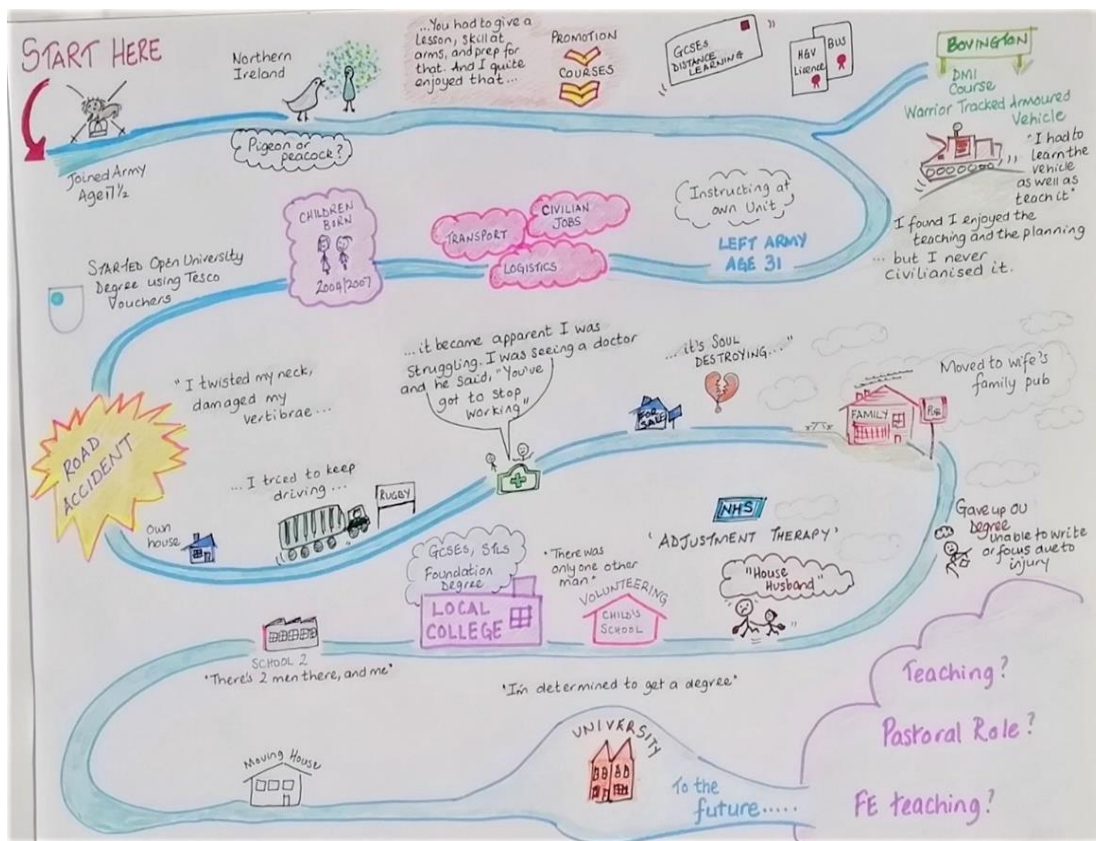 START HERE
Joined Army
Age 17 ½
Northern
Ireland
Pigeon or
peacock?
...You had to give a
lesson, skill at
arms, and prep for
that. And I quite
enjoyed that...
PROMOTION
COURSES
GCSES
DISTANCE
LEARNING
HGV
Licence
BUS
BOVINGTON
DMI
Course
Warrior Tracked Armoured
Vehicle
"I had to
learn the
vehicle
as well as
teach it"
I found I enjoyed the
teaching and the planning
... but I never
civilianised it.
Instructing at
own Unit
LEFT ARMY
AGE 31
CIVILIAN
JOBS
TRANSPORT
LOGISTICS
CHILDREN
BORN
2004/2007
STARTED Open University
Degree using Tesco
Vouchers
ROAD
ACCIDENT
"I twisted my neck,
damaged my
vertibrae...
own
house
...I tried to keep
driving...
RUGBY
...it became apparent I was
struggling. I was seeing a doctor
and he said, "You've
got to stop
working"
FOR
SALE
...it's SOUL
DESTROYING..."
Moved to wife's
family pub
FAMILY
PUB
Gave up OU
Degree
unable to write
or focus due to
injury
NHS
'ADJUSTMENT THERAPY'
"House
Husband"
"There was
only one other
man"
VOLUNTEERING
CHILD'S
SCHOOL
GCSES, STLS
Foundation
Degree
LOCAL
COLLEGE
SCHOOL 2
"There's 2 men there, and me"
"I'm determined to get a degree"
Moving House
UNIVERSITY
To the
future.....
Teaching?
Pastoral Role?
FE teaching?